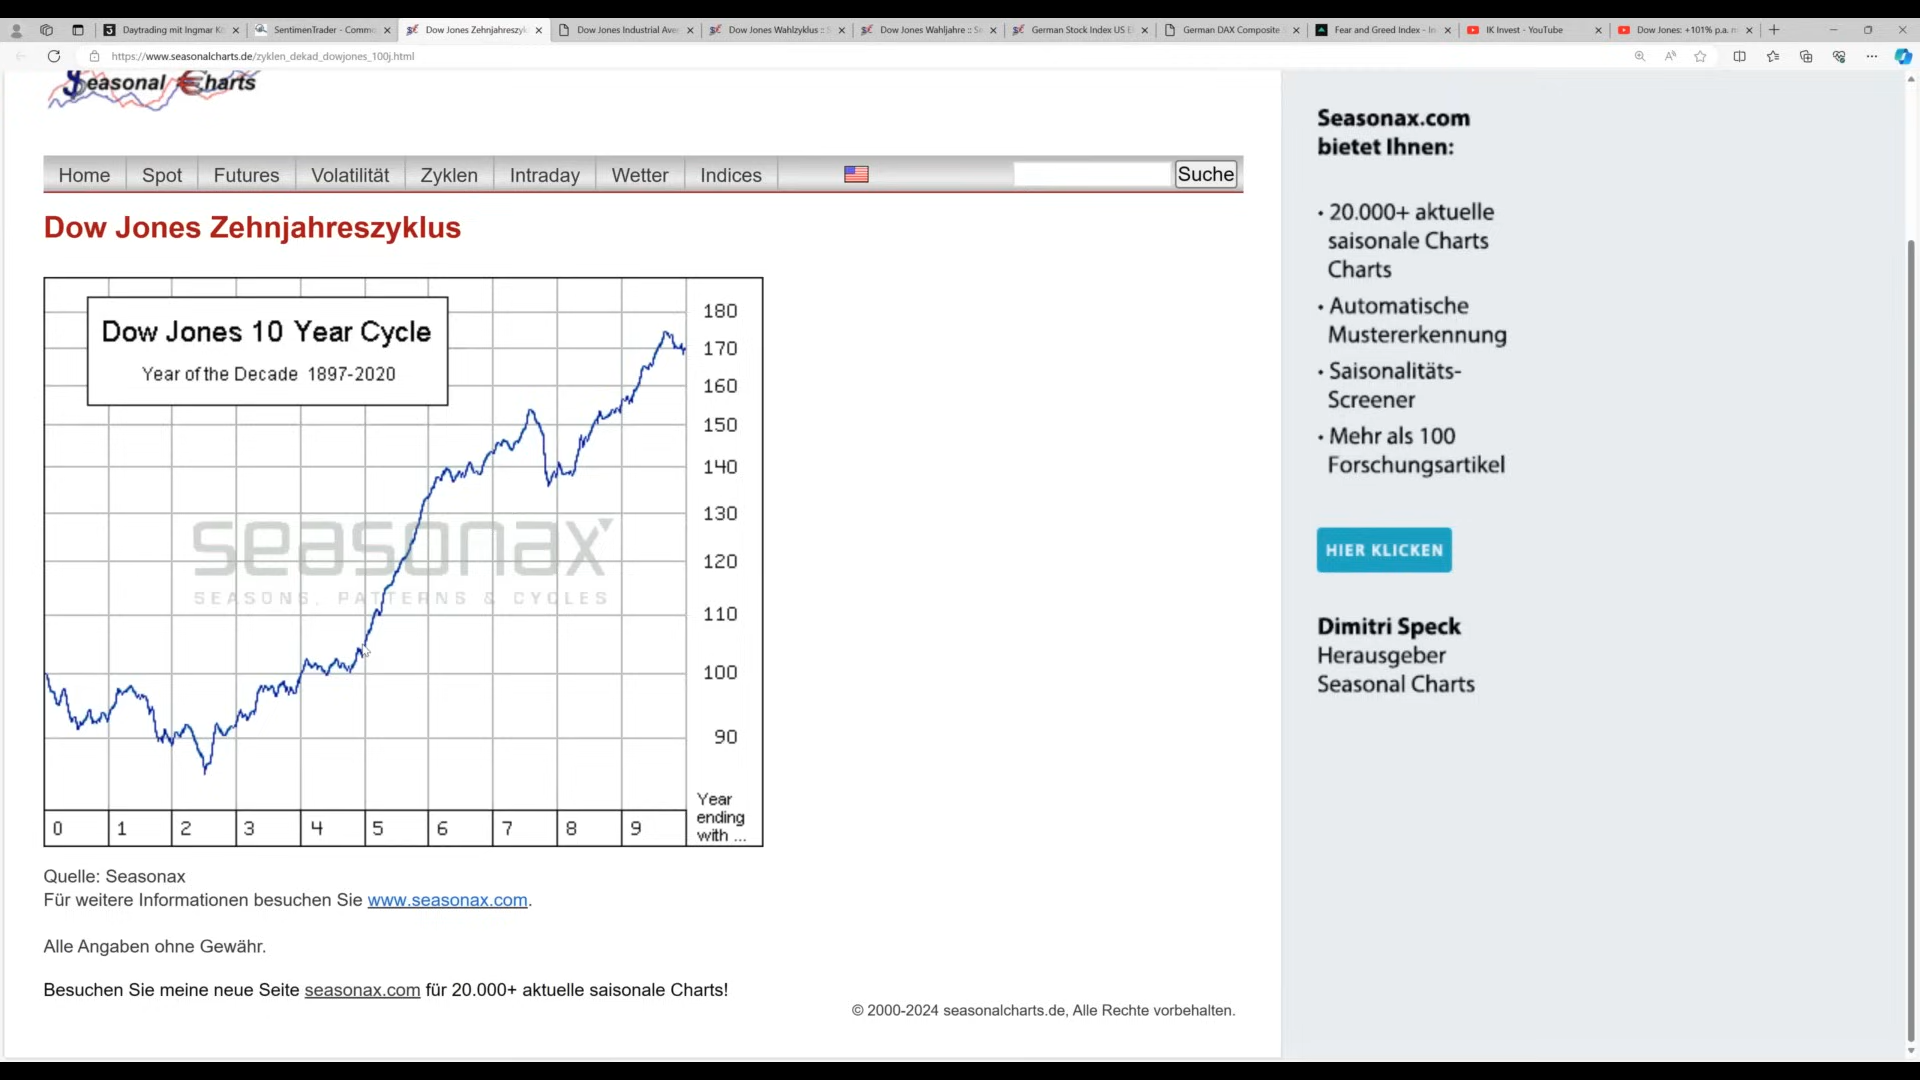 Daytrading mit Ingmar K
SentimenTrader - Comm
Dow Jones Zehnjahreszyk
Dow Jones Industrial Ave
Dow Jones Wahlzyklus ::
Dow Jones Wahljahre :: S
German Stock Index US E
German DAX Composite
Fear and Greed Index - In
IK Invest - YouTube
Dow Jones: +101% p.a. m
https://www.seasonalcharts.de/zyklen_dekad_dowjones_100j.html
Seasonal Charts
Home Spot Futures Volatilität Zyklen Intraday Wetter Indices Suche
Dow Jones Zehnjahreszyklus
Dow Jones 10 Year Cycle
Year of the Decade 1897-2020
180
170
160
150
140
130
120
110
100
90
seasonax
SEASONS, PATTERNS & CYCLES
0 1 2 3 4 5 6 7 8 9
Year
ending
with ...
Quelle: Seasonax
Für weitere Informationen besuchen Sie www.seasonax.com.
Alle Angaben ohne Gewähr.
Besuchen Sie meine neue Seite seasonax.com für 20.000+ aktuelle saisonale Charts!
© 2000-2024 seasonalcharts.de, Alle Rechte vorbehalten.
Seasonax.com
bietet Ihnen:
• 20.000+ aktuelle
saisonale Charts
Charts
• Automatische
Mustererkennung
• Saisonalitäts-
Screener
• Mehr als 100
Forschungsartikel
HIER KLICKEN
Dimitri Speck
Herausgeber
Seasonal Charts